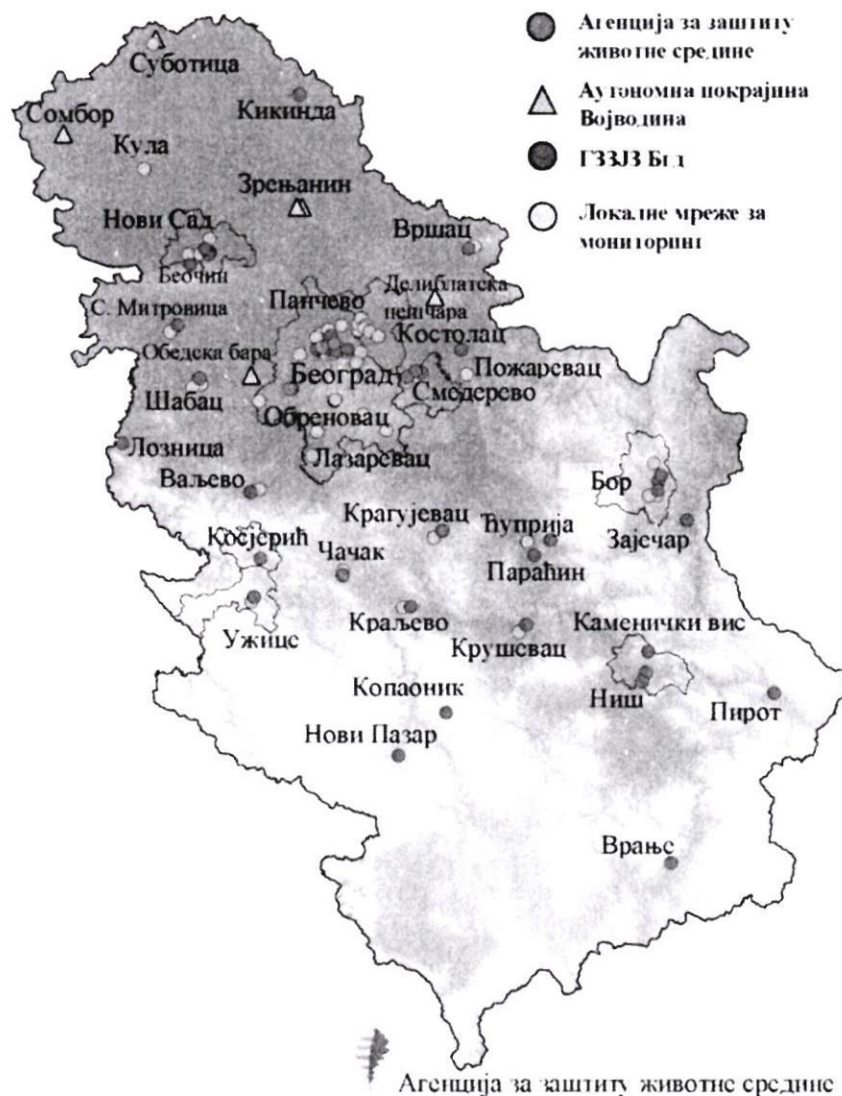 Агенција за заштиту
животне средине
Аутономна покрајина
Војводина
ГЗЗЈЗ Бгд
Локалне мреже за
мониторинг
Суботица
Кикинда
Сомбор
Кула
Зрењанин
Нови Сад
Вршац
Беочин
Делиблатска
пешчара
Панчево
С. Митровица
Костолац
Обедска бара
Београд
Пожаревац
Смедерево
Шабац
Обреновац
Лозница
Лазаревац
Ваљево
Бор
Крагујевац
Ћуприја
Косјерић
Зајечар
Чачак
Параћин
Краљево
Каменички вис
Ужице
Крушевац
Копаоник
Ниш
Пирот
Нови Пазар
Врање
Агенција за заштиту животне средине